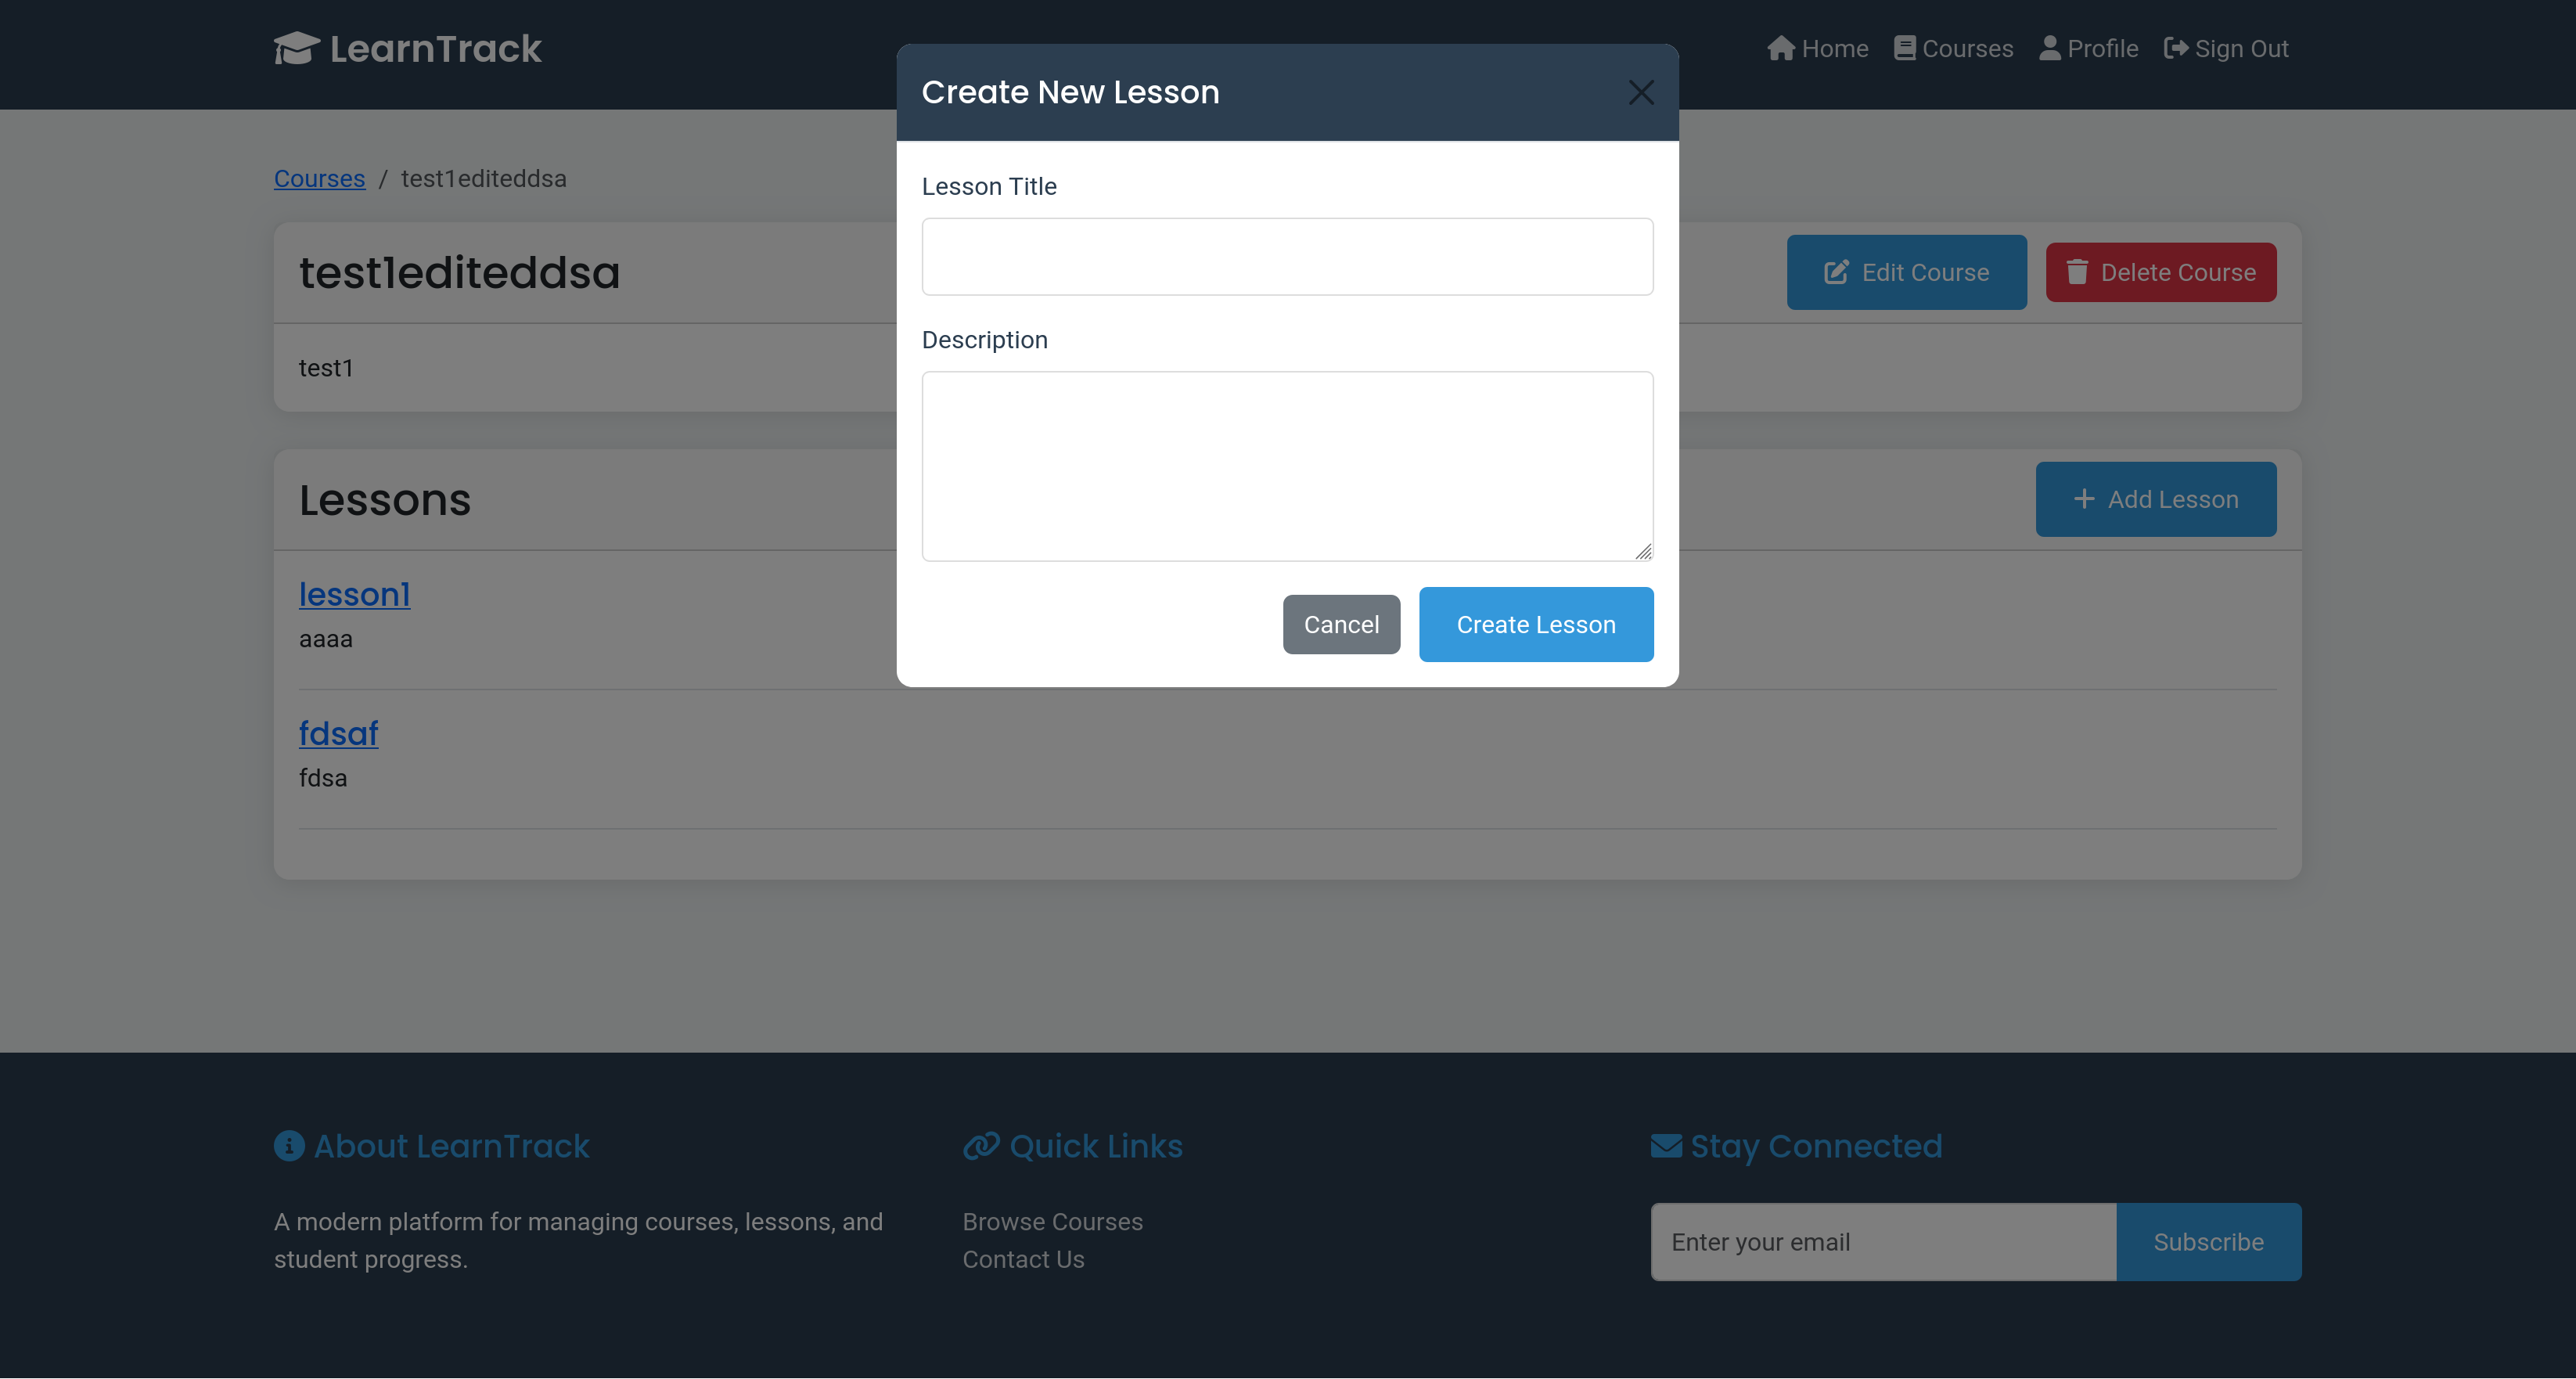 LearnTrack
Home Courses Profile Sign Out
Create New Lesson
Courses / test1editeddsa
Lesson Title
test1editeddsa
Edit Course Delete Course
Description
test1
Lessons
Add Lesson
lesson1
aaaa
Cancel Create Lesson
fdsaf
fdsa
About LearnTrack
A modern platform for managing courses, lessons, and
student progress.
Quick Links
Browse Courses
Contact Us
Stay Connected
Enter your email Subscribe